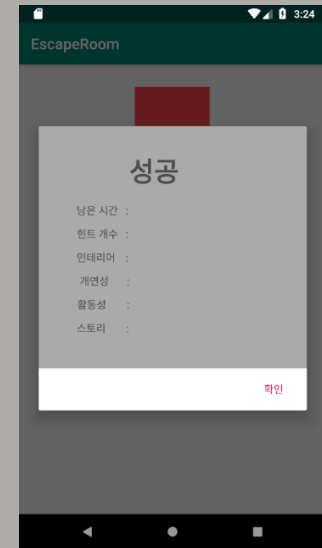 3:24
EscapeRoom
성공
남은 시간 :
힌트 개수 :
인테리어 :
개연성 :
활동성 :
스토리 :
확인